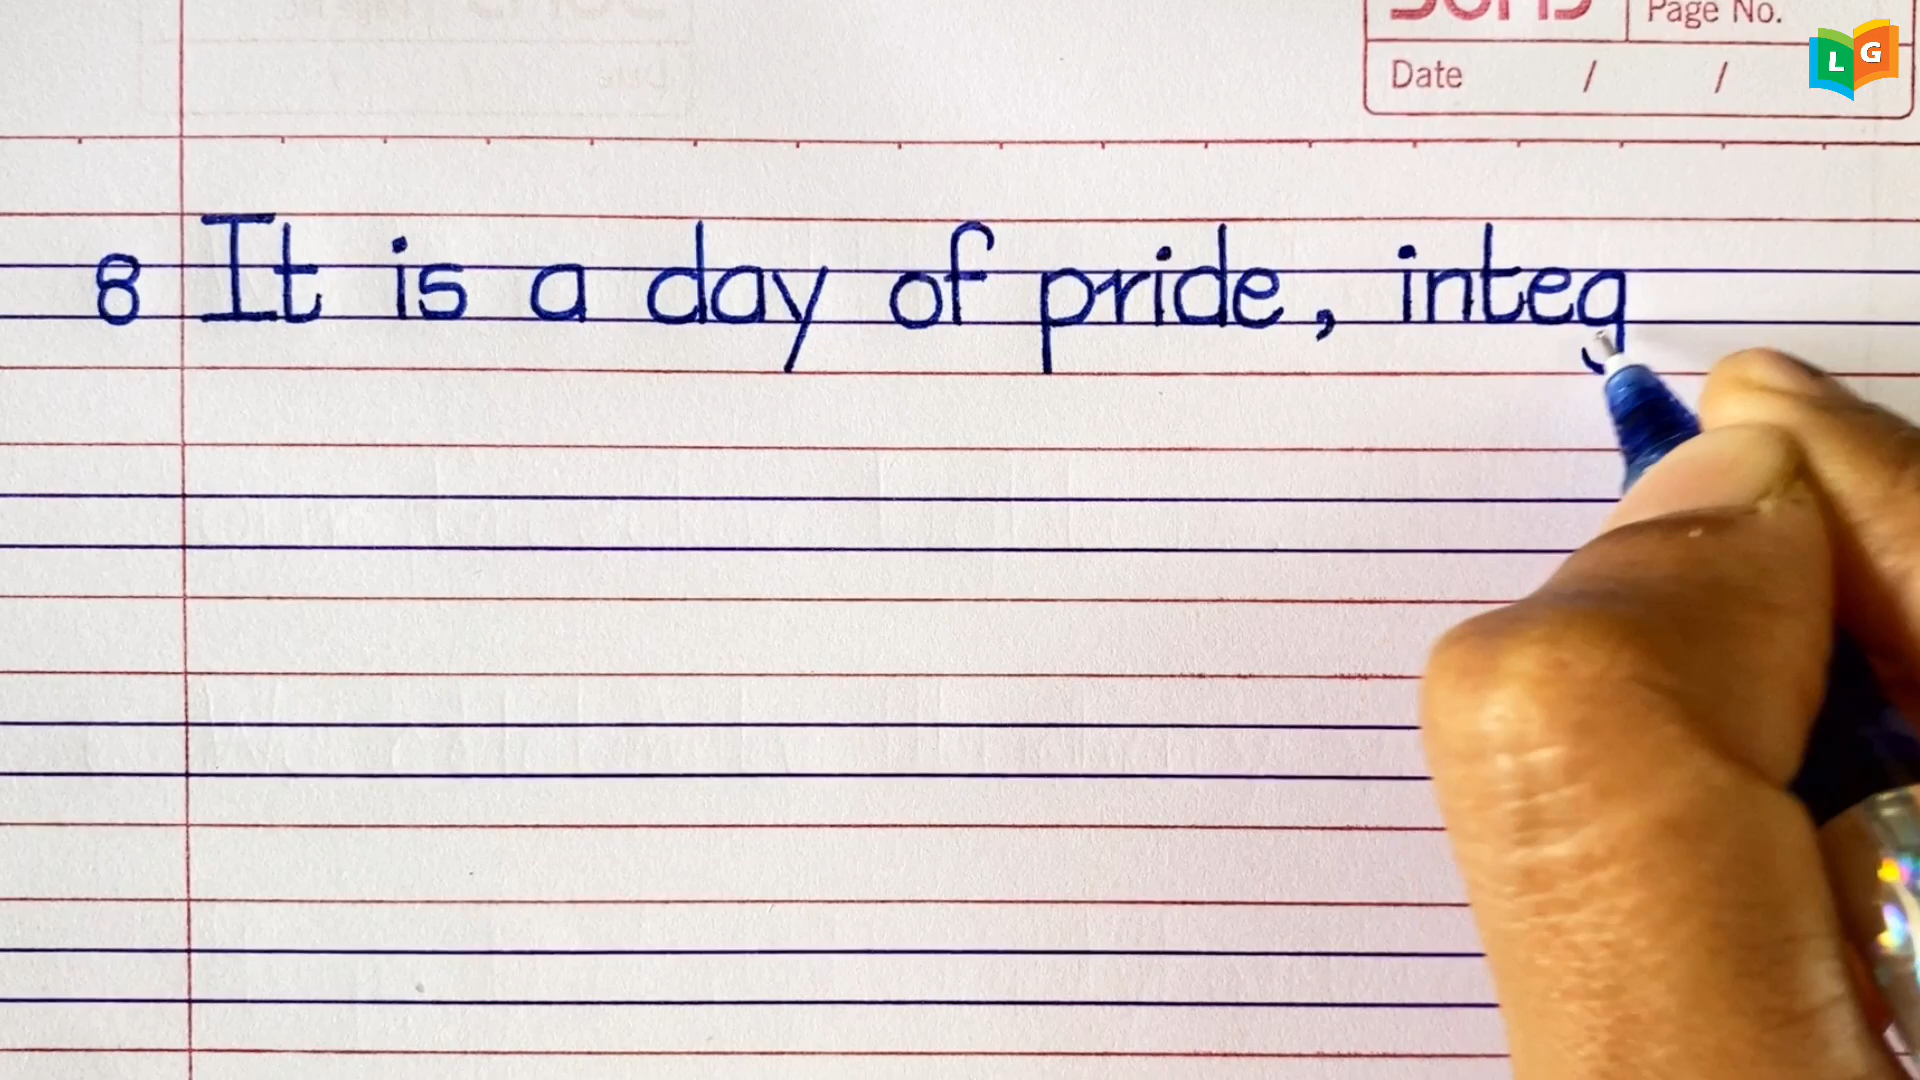 Page No.
Date / /
L G
8 It is a day of pride, integ